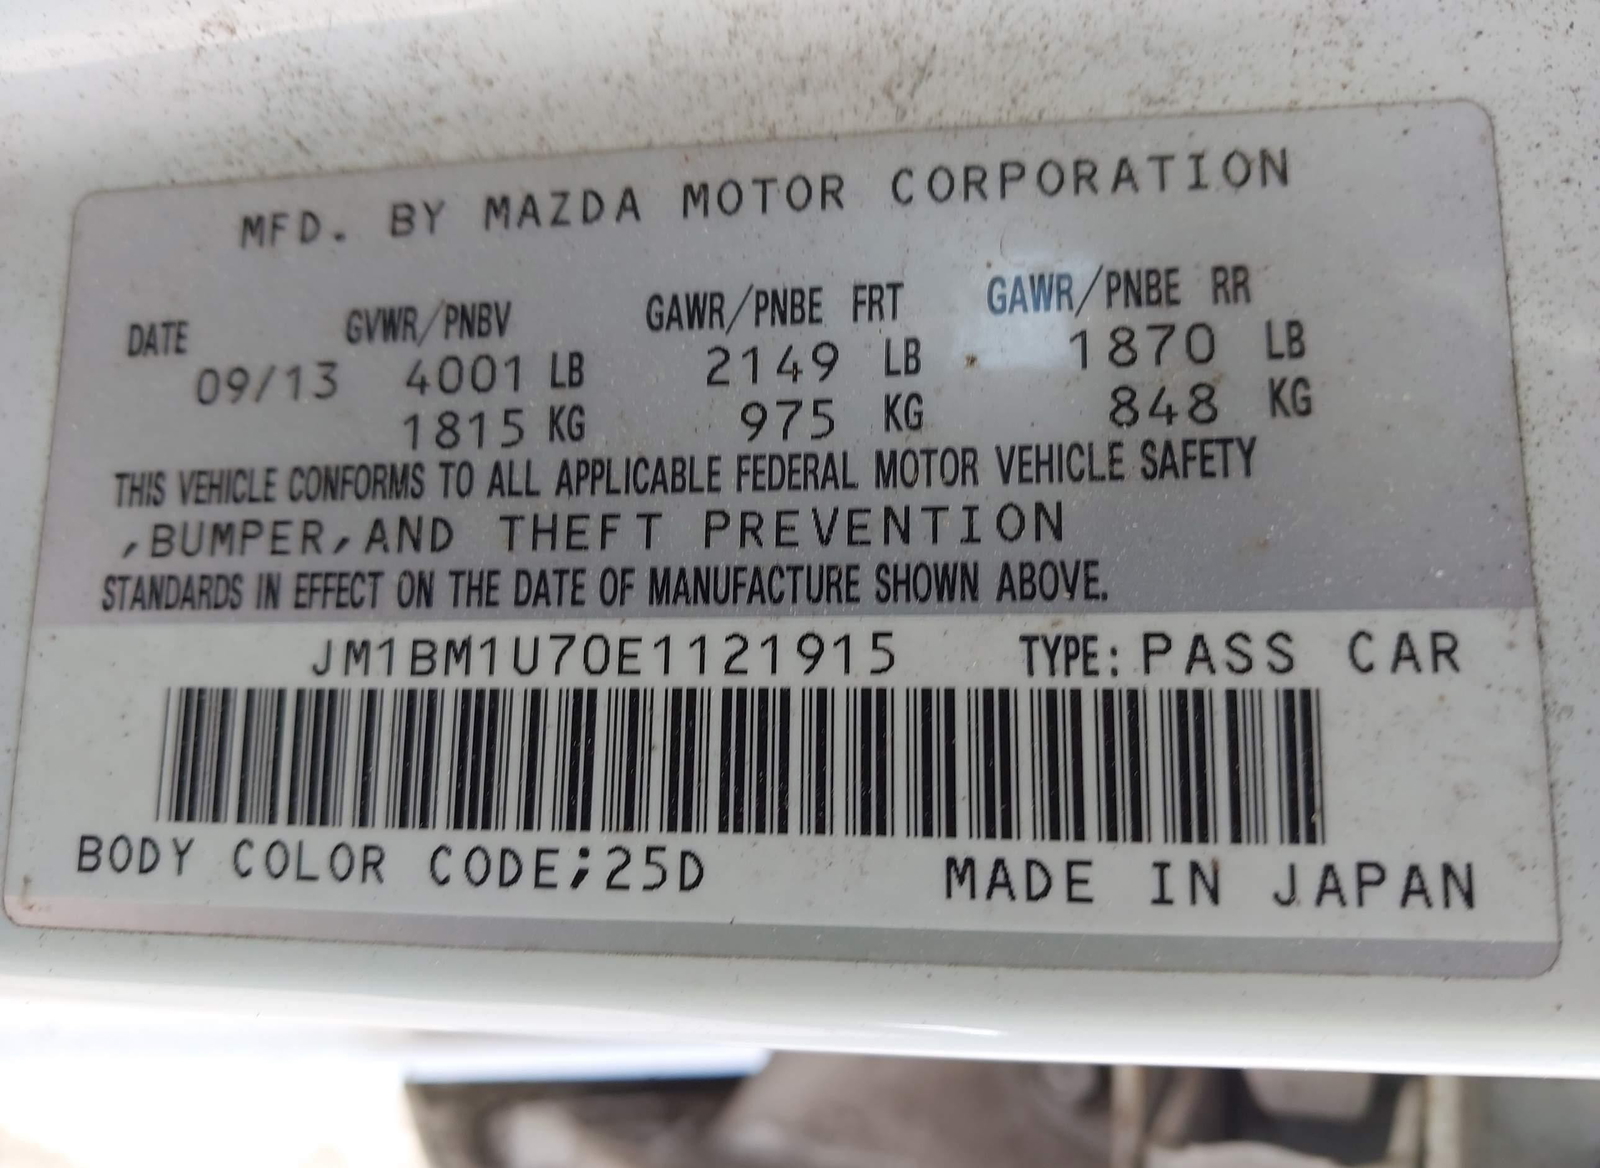 MFD. BY MAZDA MOTOR CORPORATION
DATE GVWR/PNBV GAWR/PNBE FRT GAWR/PNBE RR
09/13 4001 LB 2149 LB 1870 LB
1815 KG 975 KG 848 KG
THIS VEHICLE CONFORMS TO ALL APPLICABLE FEDERAL MOTOR VEHICLE SAFETY
,BUMPER,AND THEFT PREVENTION
STANDARDS IN EFFECT ON THE DATE OF MANUFACTURE SHOWN ABOVE.
JM1BM1U70E1121915 TYPE: PASS CAR
BODY COLOR CODE;25D MADE IN JAPAN